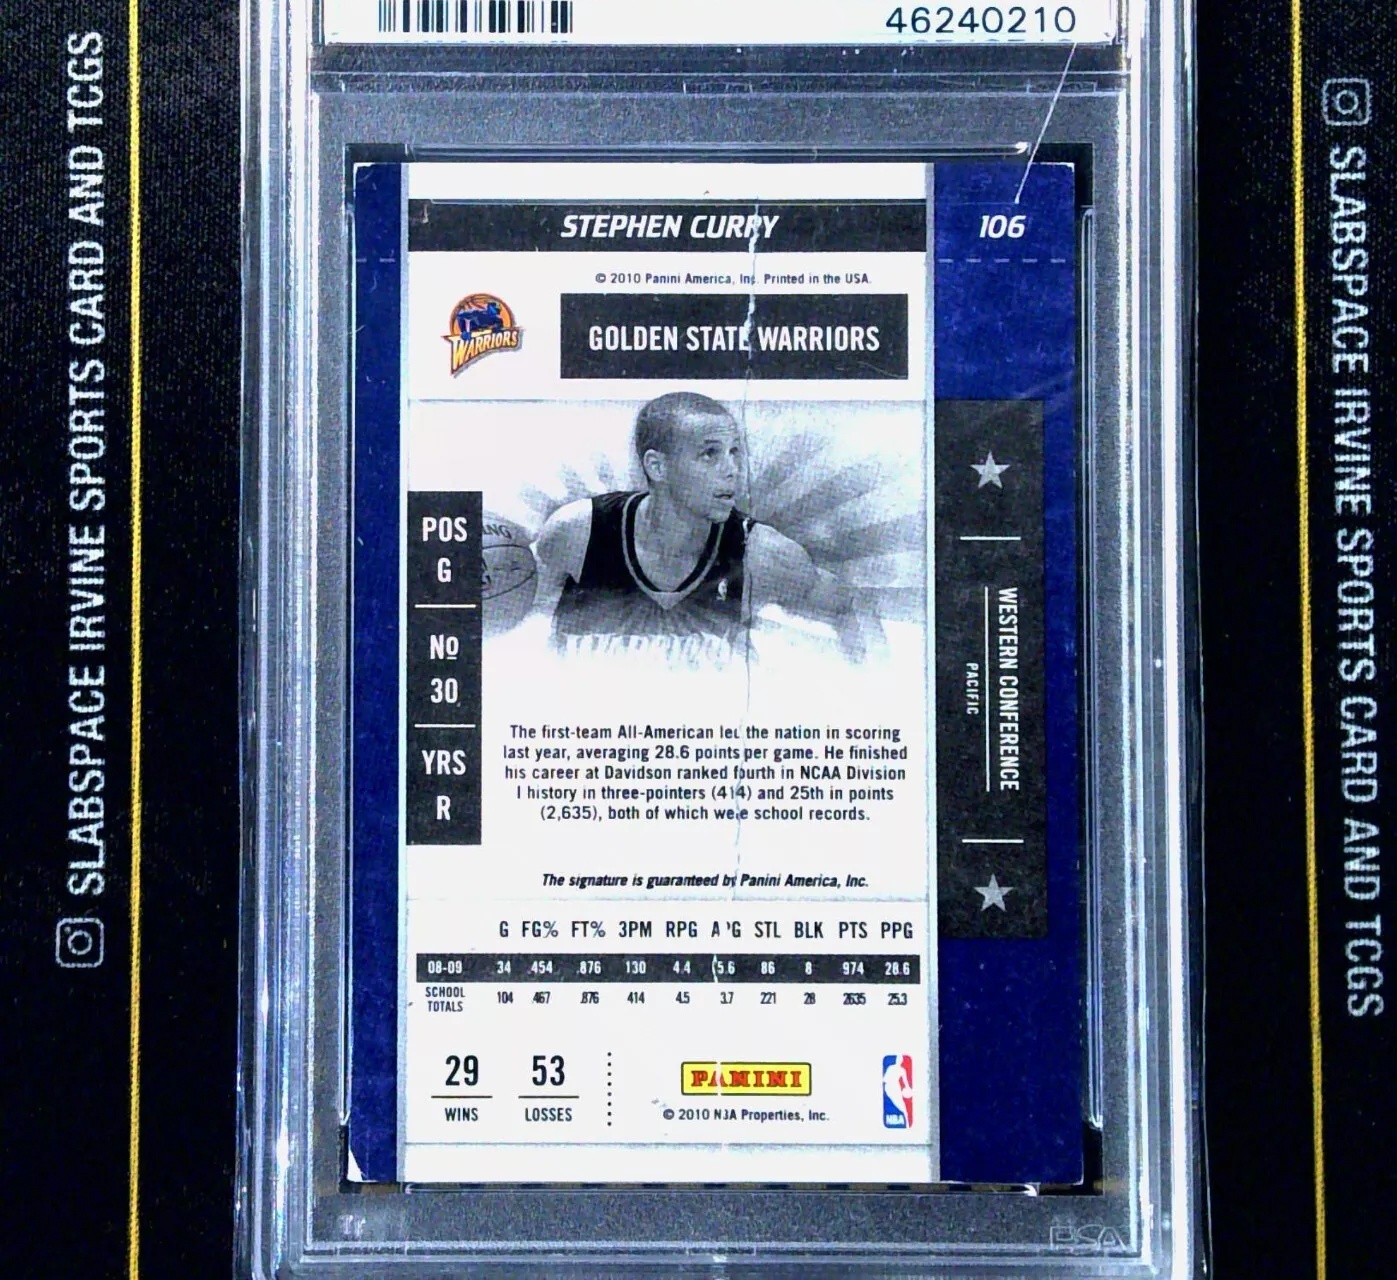 46240210
STEPHEN CURRY
106
© 2010 Panini America, Inc. Printed in the USA.
WARRIORS
GOLDEN STATE WARRIORS
POS
G
Nº
30
YRS
R
WESTERN CONFERENCE
PACIFIC
The first-team All-American led the nation in scoring
last year, averaging 28.6 points per game. He finished
his career at Davidson ranked fourth in NCAA Division
I history in three-pointers (414) and 25th in points
(2,635), both of which were school records.
The signature is guaranteed by Panini America, Inc.
G FG% FT% 3PM RPG APG STL BLK PTS PPG
08-09 34 .454 .876 130 4.4 5.6 86 8 974 28.6
SCHOOL
TOTALS 104 .467 .876 414 4.5 3.7 221 28 2635 25.3
29 53
WINS LOSSES
PANINI
© 2010 NBA Properties, Inc.
NBA
PSA
SLABSPACE IRVINE SPORTS CARD AND TCGS
SLABSPACE IRVINE SPORTS CARD AND TCGS